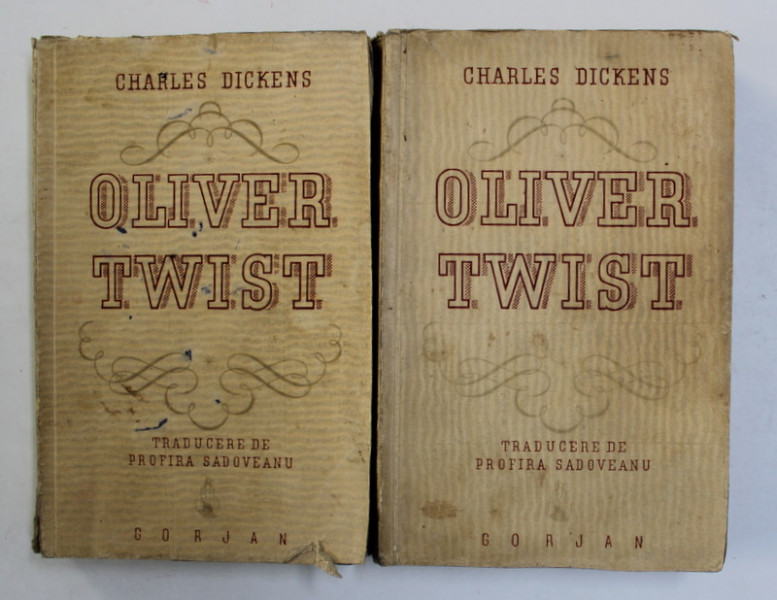 CHARLES DICKENS
OLIVER
TWIST
TRADUCERE DE
PROFIRA SADOVEANU
GORJAN
CHARLES DICKENS
OLIVER
TWIST
TRADUCERE DE
PROFIRA SADOVEANU
GORJAN